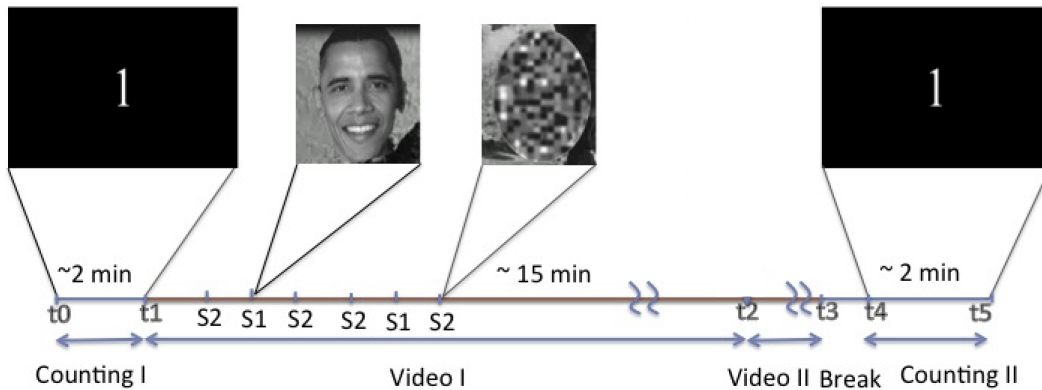 1
1
~2 min
~ 15 min
~ 2 min
t0
t1
S2
S1
S2
S2
S1
S2
t2
t3
t4
t5
Counting I
Video I
Video II
Break
Counting II